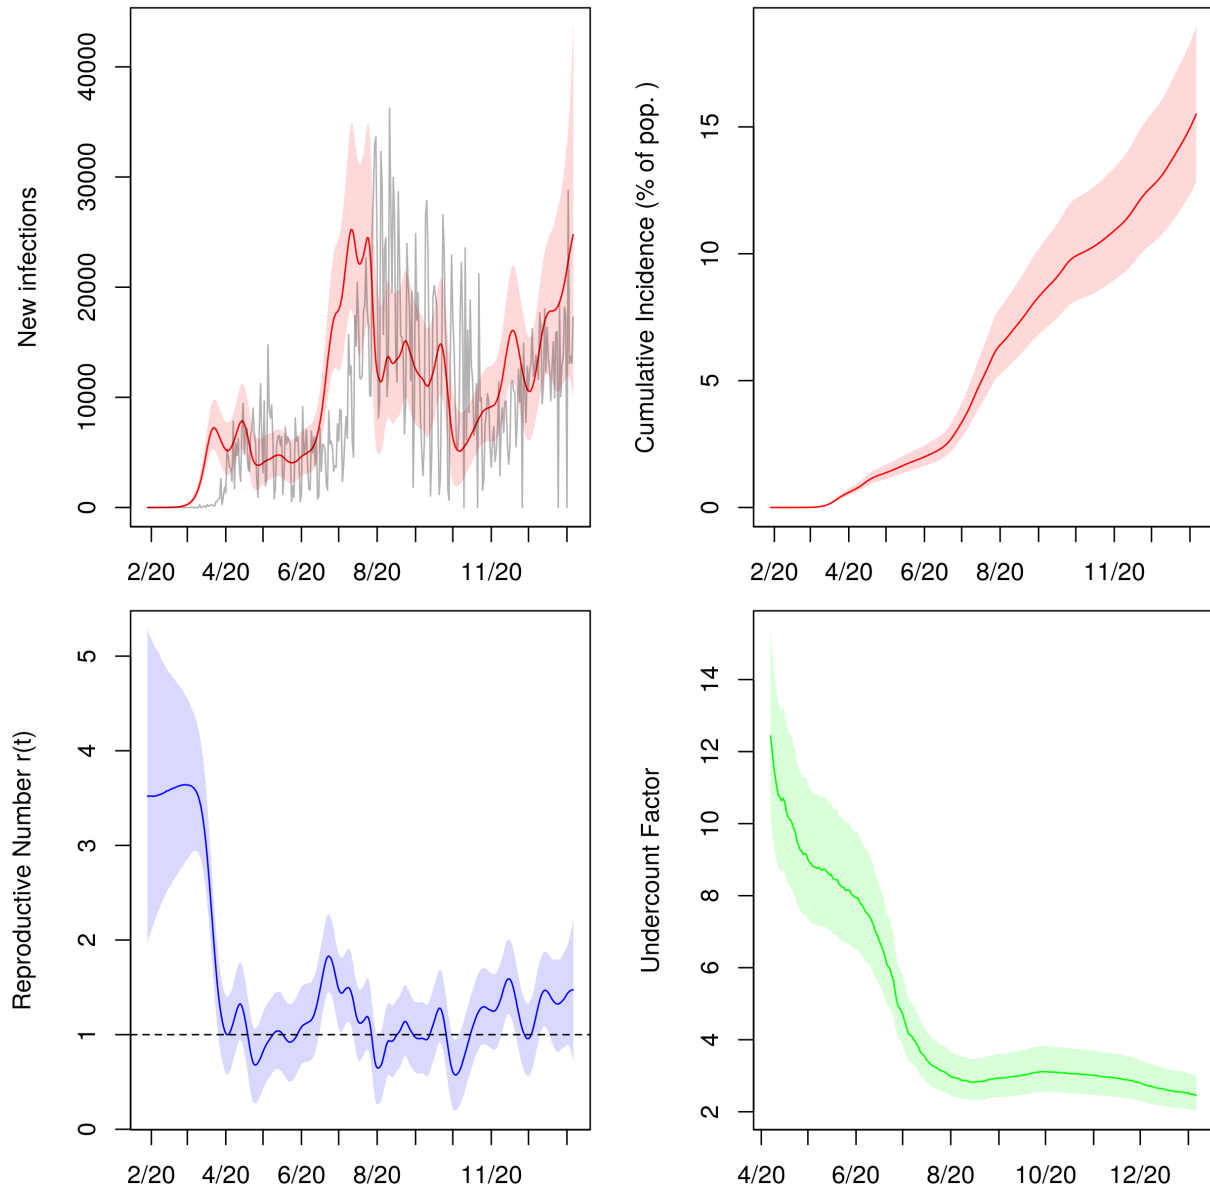 New infections
40000
30000
20000
10000
0
2/20 4/20 6/20 8/20 11/20
Cumulative Incidence (% of pop. )
15
10
5
0
2/20 4/20 6/20 8/20 11/20
Reproductive Number r(t)
5
4
3
2
1
0
2/20 4/20 6/20 8/20 11/20
Undercount Factor
14
12
10
8
6
4
2
4/20 6/20 8/20 10/20 12/20